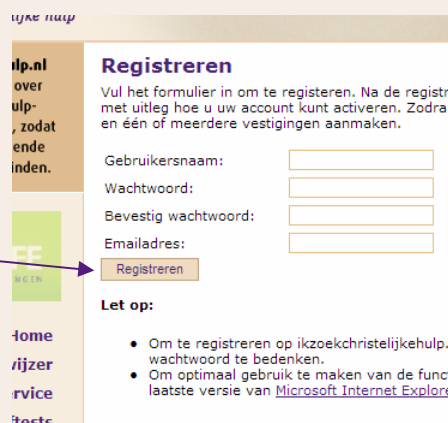 lijke hulp
ulp.nl
over
ulp-
, zodat
ende
inden.
Registreren
Vul het formulier in om te registeren. Na de registr
met uitleg hoe u uw account kunt activeren. Zodra
en één of meerdere vestigingen aanmaken.
Gebruikersnaam:
Wachtwoord:
Bevestig wachtwoord:
Emailadres:
Registreren
Let op:
• Om te registreren op ikzoekchristelijkehulp.
wachtwoord te bedenken.
• Om optimaal gebruik te maken van de func
laatste versie van Microsoft Internet Explore
Home
vijzer
rvice
ftests